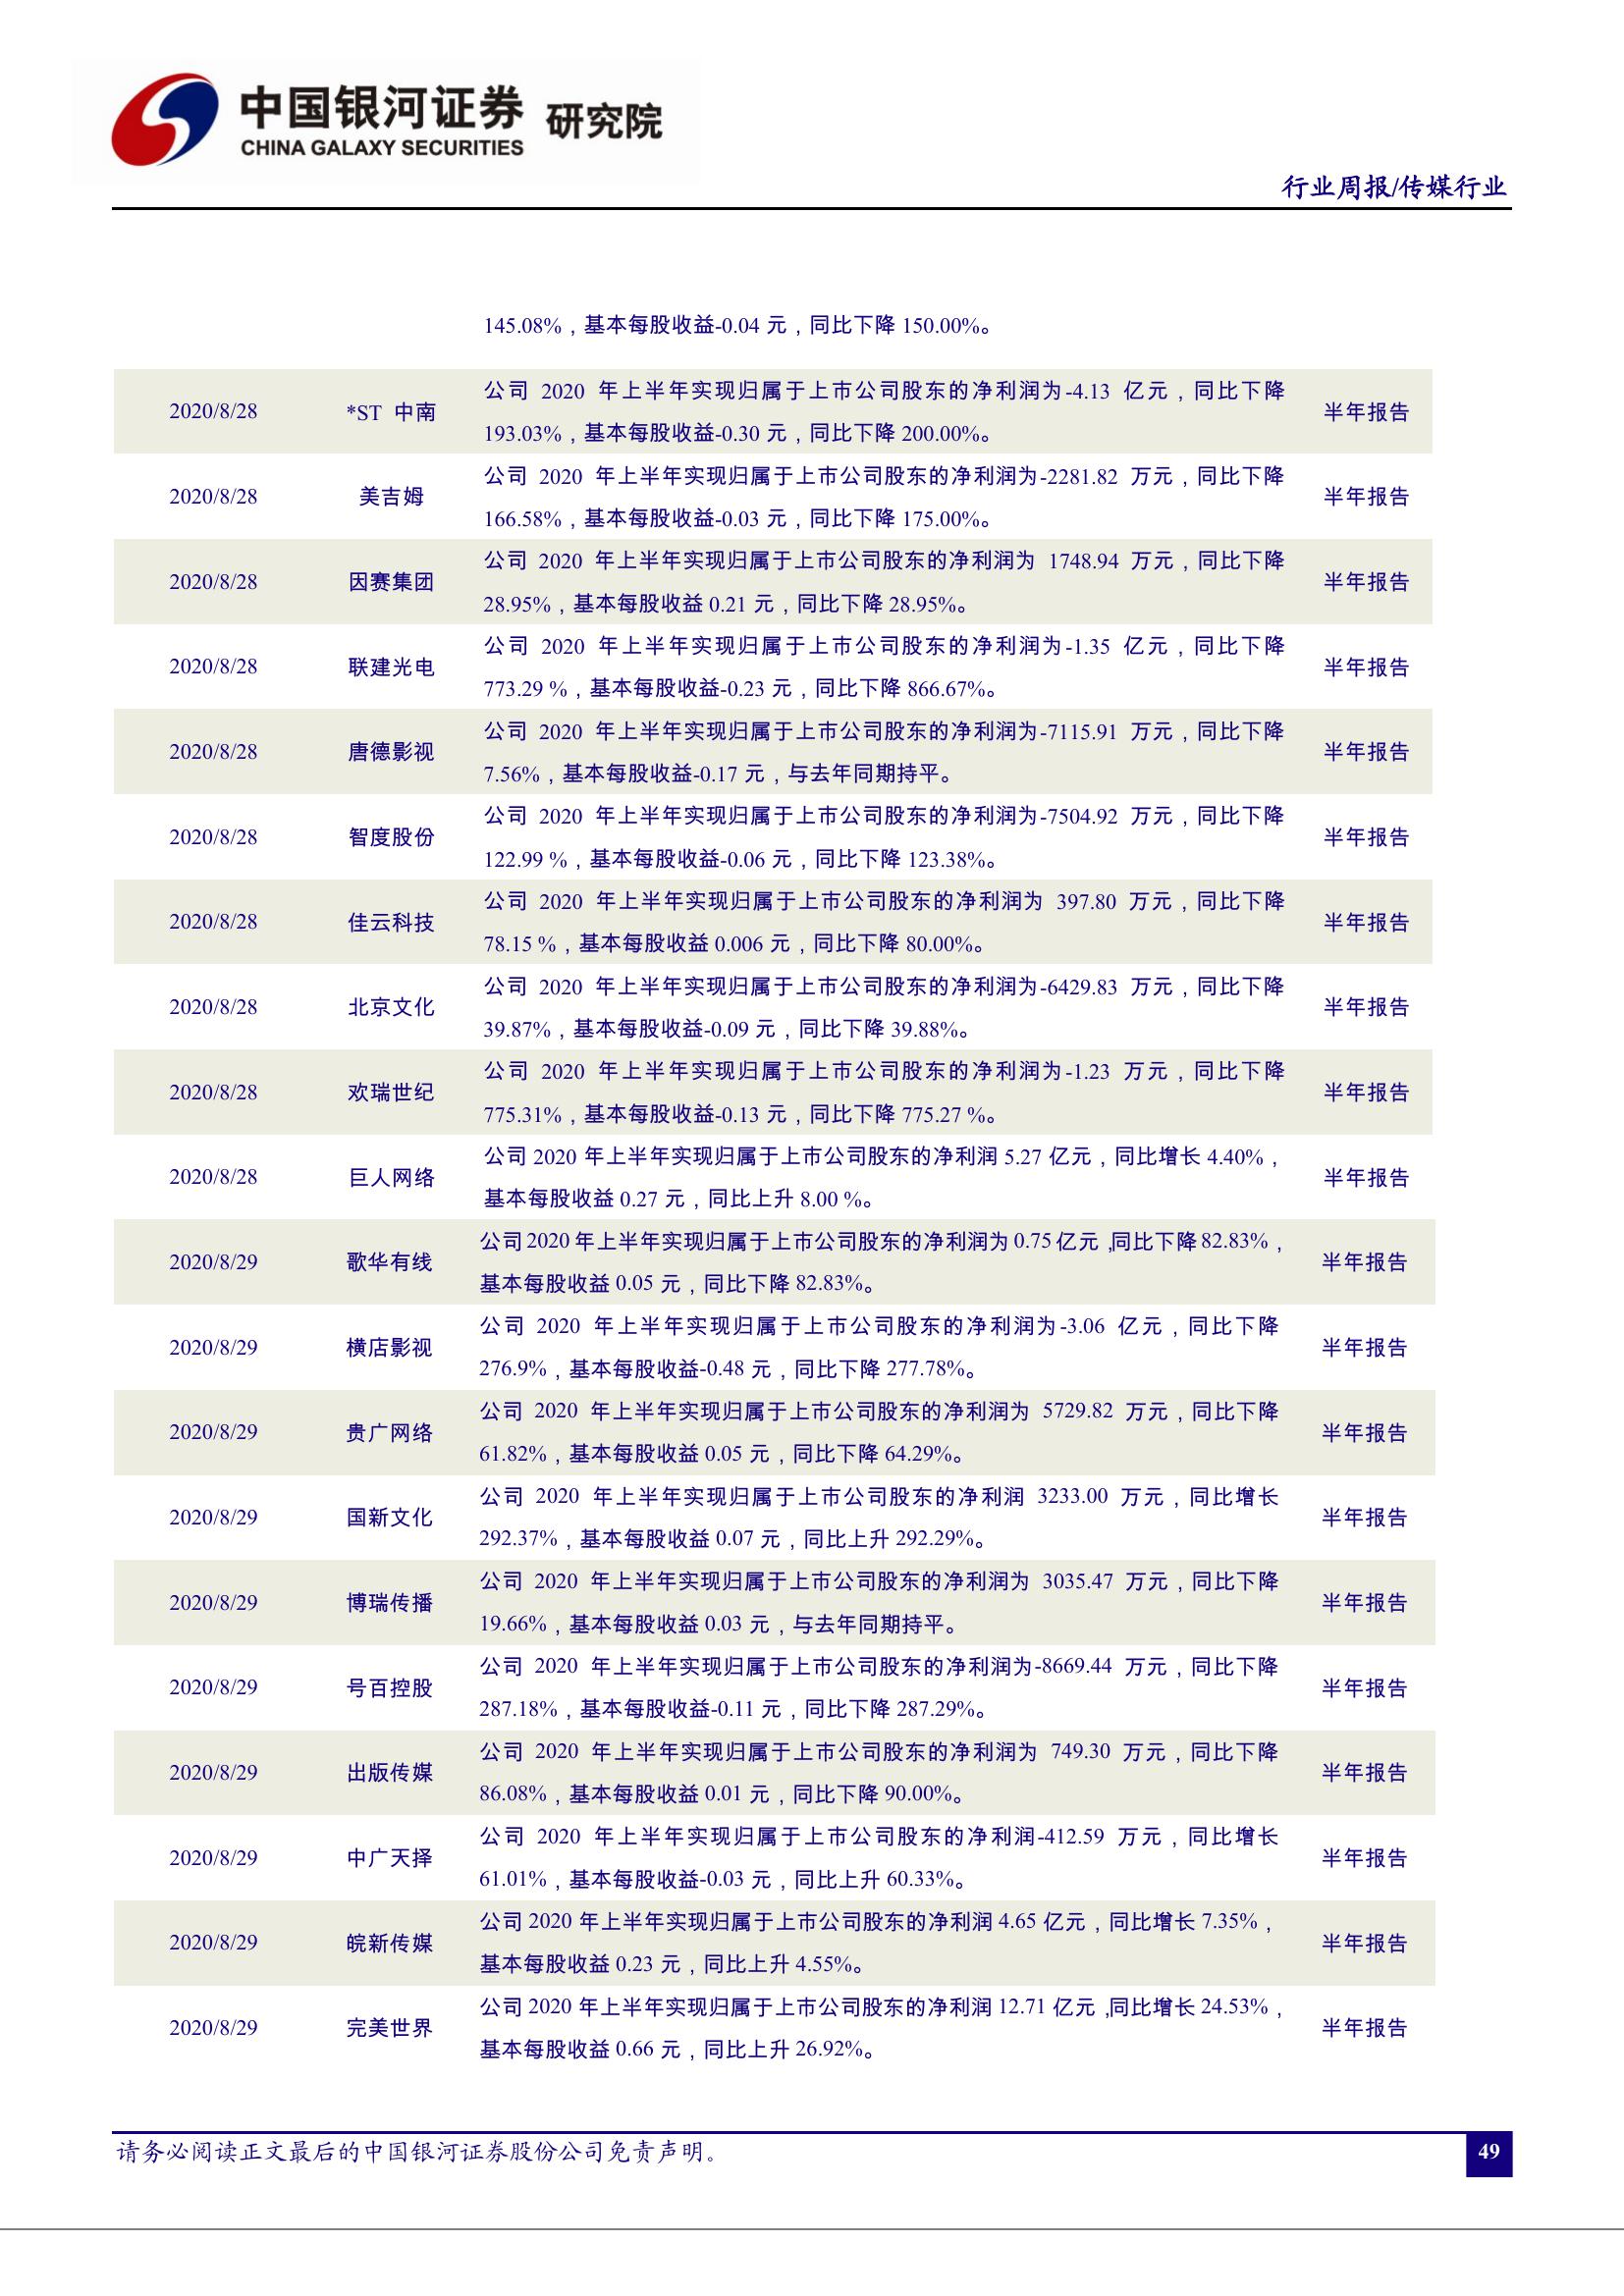 中国银河证券 研究院
CHINA GALAXY SECURITIES
行业周报/传媒行业
145.08%，基本每股收益-0.04 元，同比下降 150.00%。
公司 2020 年上半年实现归属于上市公司股东的净利润为-4.13 亿元，同比下降
2020/8/28 *ST 中南 半年报告
193.03%，基本每股收益-0.30 元，同比下降 200.00%。
公司 2020 年上半年实现归属于上市公司股东的净利润为-2281.82 万元，同比下降
2020/8/28 美吉姆 半年报告
166.58%，基本每股收益-0.03 元，同比下降 175.00%。
公司 2020 年上半年实现归属于上市公司股东的净利润为 1748.94 万元，同比下降
2020/8/28 因赛集团 半年报告
28.95%，基本每股收益 0.21 元，同比下降 28.95%。
公司 2020 年上半年实现归属于上市公司股东的净利润为-1.35 亿元，同比下降
2020/8/28 联建光电 半年报告
773.29 %，基本每股收益-0.23 元，同比下降 866.67%。
公司 2020 年上半年实现归属于上市公司股东的净利润为-7115.91 万元，同比下降
2020/8/28 唐德影视 半年报告
7.56%，基本每股收益-0.17 元，与去年同期持平。
公司 2020 年上半年实现归属于上市公司股东的净利润为-7504.92 万元，同比下降
2020/8/28 智度股份 半年报告
122.99 %，基本每股收益-0.06 元，同比下降 123.38%。
公司 2020 年上半年实现归属于上市公司股东的净利润为 397.80 万元，同比下降
2020/8/28 佳云科技 半年报告
78.15 %，基本每股收益 0.006 元，同比下降 80.00%。
公司 2020 年上半年实现归属于上市公司股东的净利润为-6429.83 万元，同比下降
2020/8/28 北京文化 半年报告
39.87%，基本每股收益-0.09 元，同比下降 39.88%。
公司 2020 年上半年实现归属于上市公司股东的净利润为-1.23 万元，同比下降
2020/8/28 欢瑞世纪 半年报告
775.31%，基本每股收益-0.13 元，同比下降 775.27 %。
公司 2020 年上半年实现归属于上市公司股东的净利润 5.27 亿元，同比增长 4.40%，
2020/8/28 巨人网络 半年报告
基本每股收益 0.27 元，同比上升 8.00 %。
公司 2020 年上半年实现归属于上市公司股东的净利润为 0.75 亿元，同比下降 82.83%，
2020/8/29 歌华有线 半年报告
基本每股收益 0.05 元，同比下降 82.83%。
公司 2020 年上半年实现归属于上市公司股东的净利润为-3.06 亿元，同比下降
2020/8/29 横店影视 半年报告
276.9%，基本每股收益-0.48 元，同比下降 277.78%。
公司 2020 年上半年实现归属于上市公司股东的净利润为 5729.82 万元，同比下降
2020/8/29 贵广网络 半年报告
61.82%，基本每股收益 0.05 元，同比下降 64.29%。
公司 2020 年上半年实现归属于上市公司股东的净利润 3233.00 万元，同比增长
2020/8/29 国新文化 半年报告
292.37%，基本每股收益 0.07 元，同比上升 292.29%。
公司 2020 年上半年实现归属于上市公司股东的净利润为 3035.47 万元，同比下降
2020/8/29 博瑞传播 半年报告
19.66%，基本每股收益 0.03 元，与去年同期持平。
公司 2020 年上半年实现归属于上市公司股东的净利润为-8669.44 万元，同比下降
2020/8/29 号百控股 半年报告
287.18%，基本每股收益-0.11 元，同比下降 287.29%。
公司 2020 年上半年实现归属于上市公司股东的净利润为 749.30 万元，同比下降
2020/8/29 出版传媒 半年报告
86.08%，基本每股收益 0.01 元，同比下降 90.00%。
公司 2020 年上半年实现归属于上市公司股东的净利润-412.59 万元，同比增长
2020/8/29 中广天择 半年报告
61.01%，基本每股收益-0.03 元，同比上升 60.33%。
公司 2020 年上半年实现归属于上市公司股东的净利润 4.65 亿元，同比增长 7.35%，
2020/8/29 皖新传媒 半年报告
基本每股收益 0.23 元，同比上升 4.55%。
公司 2020 年上半年实现归属于上市公司股东的净利润 12.71 亿元，同比增长 24.53%，
2020/8/29 完美世界 半年报告
基本每股收益 0.66 元，同比上升 26.92%。
请务必阅读正文最后的中国银河证券股份公司免责声明。
49